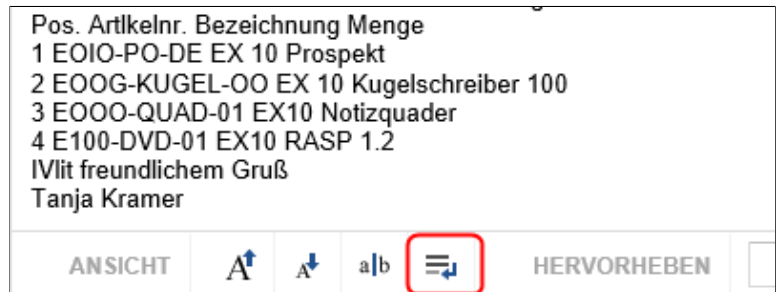 Pos. Artlkelnr. Bezeichnung Menge
1 EOIO-PO-DE EX 10 Prospekt
2 EOOG-KUGEL-OO EX 10 Kugelschreiber 100
3 EOOO-QUAD-01 EX10 Notizquader
4 E100-DVD-01 EX10 RASP 1.2
IVlit freundlichem Gruß
Tanja Kramer
ANSICHT A A a|b HERVORHEBEN